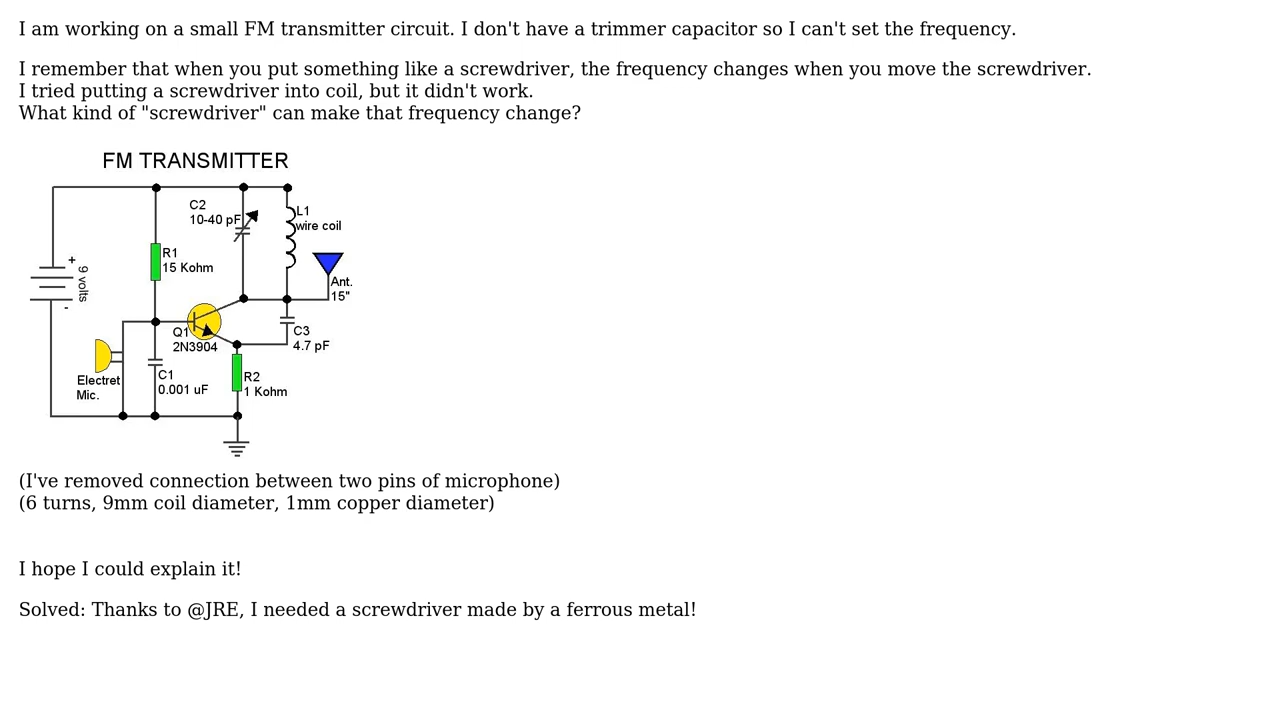 I am working on a small FM transmitter circuit. I don't have a trimmer capacitor so I can't set the frequency.
I remember that when you put something like a screwdriver, the frequency changes when you move the screwdriver.
I tried putting a screwdriver into coil, but it didn't work.
What kind of "screwdriver" can make that frequency change?
FM TRANSMITTER
C2
10-40 pF
L1
wire coil
R1
15 Kohm
+
9 volts
-
Ant.
15"
Q1
2N3904
C3
4.7 pF
Electret
Mic.
C1
0.001 uF
R2
1 Kohm
(I've removed connection between two pins of microphone)
(6 turns, 9mm coil diameter, 1mm copper diameter)
I hope I could explain it!
Solved: Thanks to @JRE, I needed a screwdriver made by a ferrous metal!